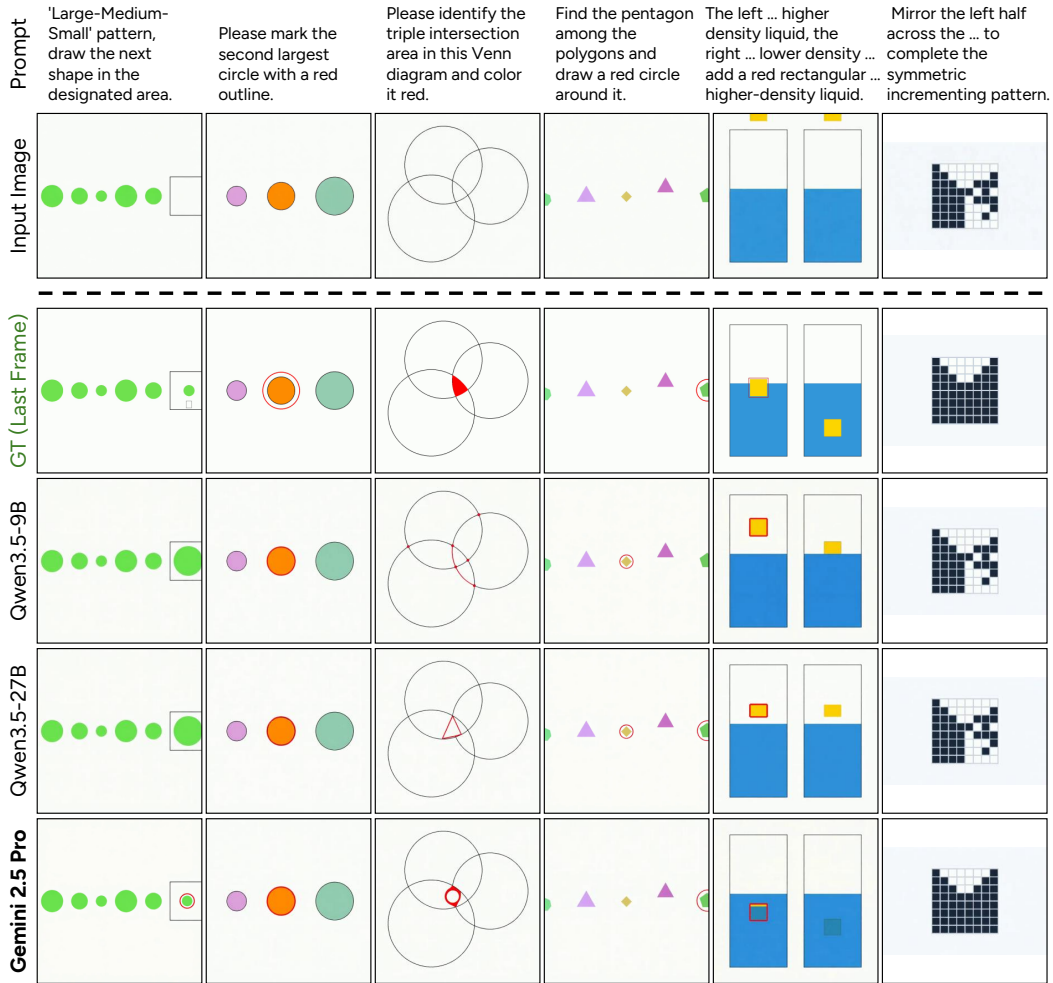 Prompt
'Large-Medium-
Small' pattern,
draw the next
shape in the
designated area.
Please mark the
second largest
circle with a red
outline.
Please identify the
triple intersection
area in this Venn
diagram and color
it red.
Find the pentagon
among the
polygons and
draw a red circle
around it.
The left ... higher
density liquid, the
right ... lower density ...
add a red rectangular ...
higher-density liquid.
Mirror the left half
across the ... to
complete the
symmetric
incrementing pattern.
Input Image
GT (Last Frame)
Qwen3.5-9B
Qwen3.5-27B
Gemini 2.5 Pro